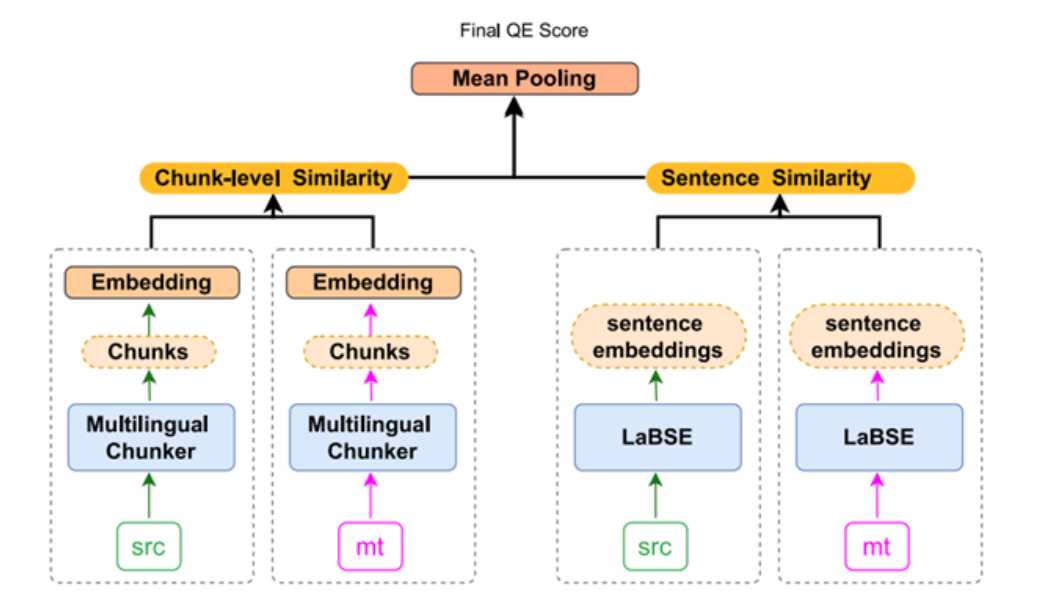 Final QE Score
Mean Pooling
Chunk-level Similarity
Sentence Similarity
Embedding
Embedding
Chunks
Chunks
sentence
embeddings
sentence
embeddings
Multilingual
Chunker
Multilingual
Chunker
LaBSE
LaBSE
src
mt
src
mt